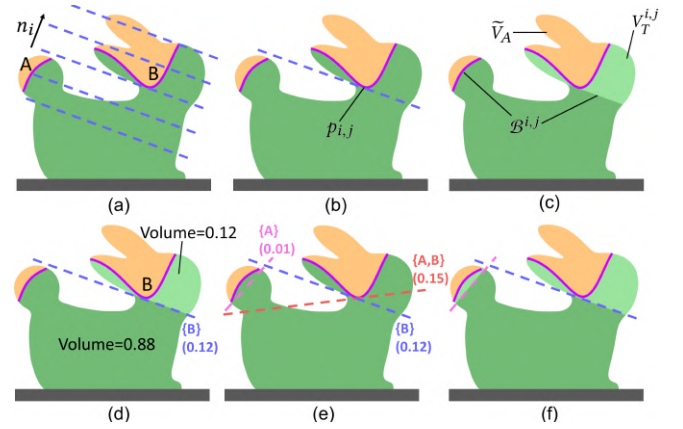 n_i
A
B
(a)
p_{i,j}
(b)
Ṽ_A
V_T^{i,j}
ℬ^{i,j}
(c)
Volume=0.12
B
{B}
(0.12)
Volume=0.88
(d)
{A}
(0.01)
{A,B}
(0.15)
{B}
(0.12)
(e)
(f)